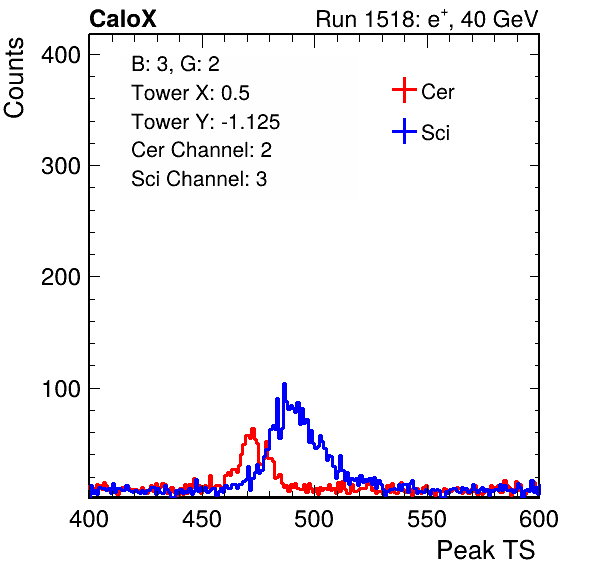 CaloX Run 1518: e⁺, 40 GeV
B: 3, G: 2
Tower X: 0.5
Tower Y: -1.125
Cer Channel: 2
Sci Channel: 3
Cer
Sci
Counts
400
300
200
100
400 450 500 550 600
Peak TS